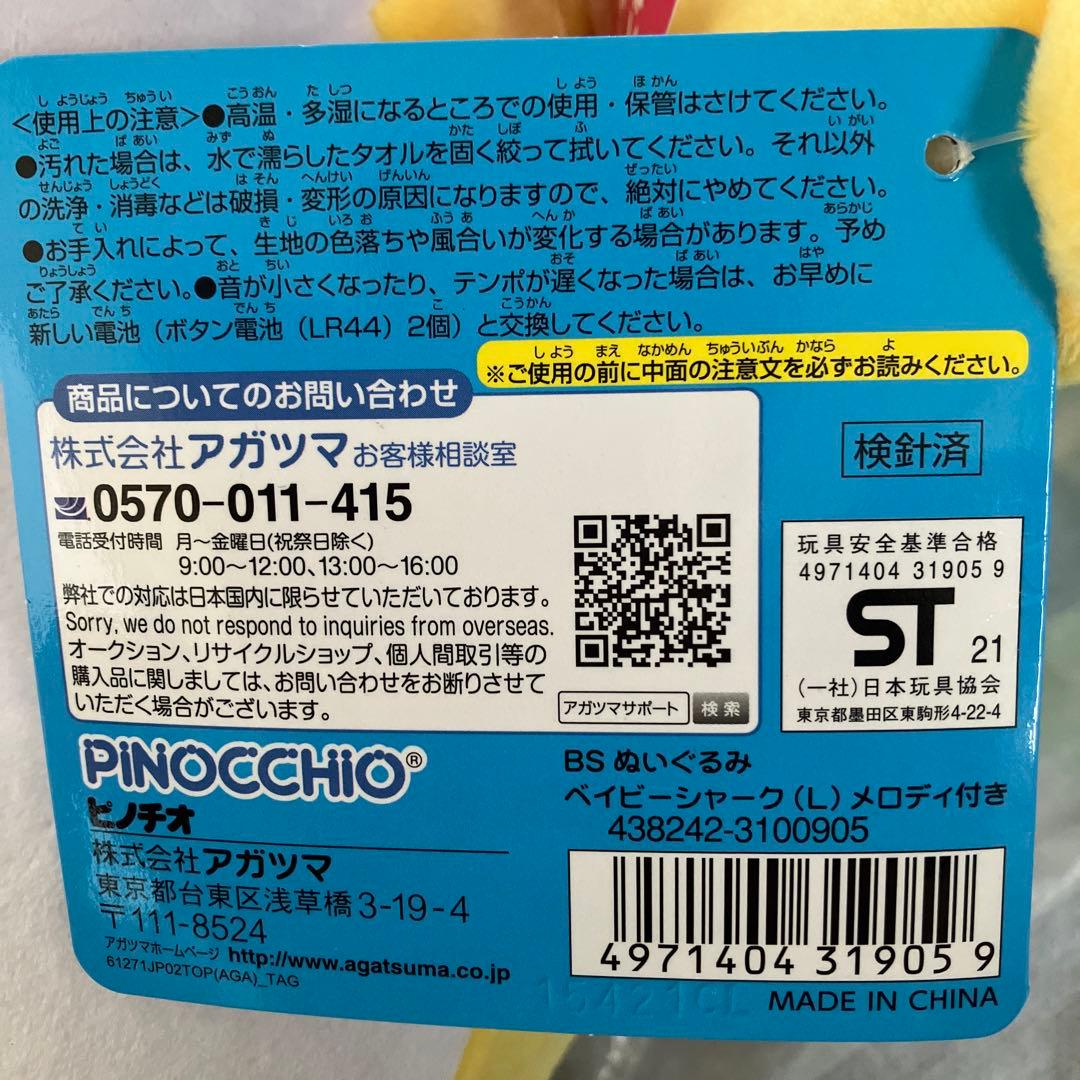 <使用上の注意>●高温・多湿になるところでの使用・保管はさけてください。
●汚れた場合は、水で濡らしたタオルを固く絞って拭いてください。それ以外
の洗浄・消毒などは破損・変形の原因になりますので、絶対にやめてください。
●お手入れによって、生地の色落ちや風合いが変化する場合があります。予め
ご了承ください。●音が小さくなったり、テンポが遅くなった場合は、お早めに
新しい電池（ボタン電池（LR44）2個）と交換してください。
※ご使用の前に中面の注意文を必ずお読みください。
商品についてのお問い合わせ
株式会社アガツマお客様相談室
0570-011-415
電話受付時間 月～金曜日(祝祭日除く)
9:00～12:00、13:00～16:00
弊社での対応は日本国内に限らせていただいております。
Sorry, we do not respond to inquiries from overseas.
オークション、リサイクルショップ、個人間取引等の
購入品に関しましては、お問い合わせをお断りさせて
いただく場合がございます。
アガツマサポート 検索
検針済
玩具安全基準合格
4971404 31905 9
ST 21
(一社)日本玩具協会
東京都墨田区東駒形4-22-4
PINOCCHIO®
ピノチオ
株式会社アガツマ
東京都台東区浅草橋3-19-4
〒111-8524
アガツマホームページ http://www.agatsuma.co.jp
61271JP02TOP(AGA)_TAG
BS ぬいぐるみ
ベイビーシャーク（L）メロディ付き
438242-3100905
4971404 319059
15421CL
MADE IN CHINA